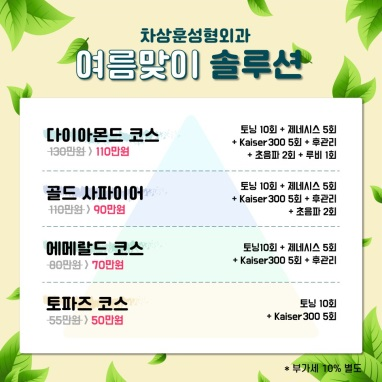 차상훈성형외과
여름맞이 솔루션
다이아몬드 코스
130만원 > 110만원
토닝 10회 + 제네시스 5회
+ Kaiser300 5회 + 후관리
+ 초음파 2회 + 루비 1회
골드 사파이어
110만원 > 90만원
토닝 10회 + 제네시스 5회
+ Kaiser300 5회 + 후관리
+ 초음파 2회
에메랄드 코스
80만원 > 70만원
토닝10회 + 제네시스 5회
+ Kaiser300 5회 + 후관리
토파즈 코스
55만원 > 50만원
토닝 10회
+ Kaiser300 5회
* 부가세 10% 별도